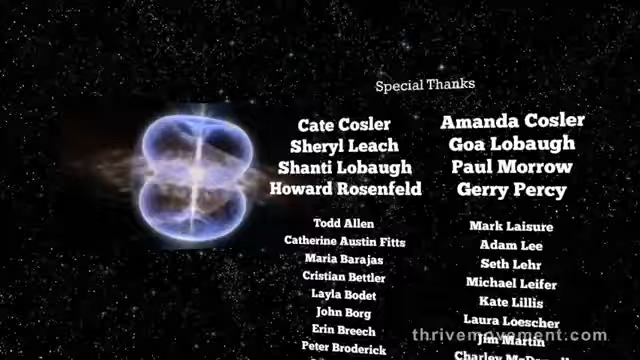 Special Thanks
Cate Cosler
Sheryl Leach
Shanti Lobaugh
Howard Rosenfeld
Amanda Cosler
Goa Lobaugh
Paul Morrow
Gerry Percy
Todd Allen
Catherine Austin Fitts
Maria Barajas
Cristian Bettler
Layla Bodet
John Borg
Erin Breech
Peter Broderick
Mark Laisure
Adam Lee
Seth Lehr
Michael Leifer
Kate Lillis
Laura Loescher
Jim Martin
Charley
thrivemovement.com